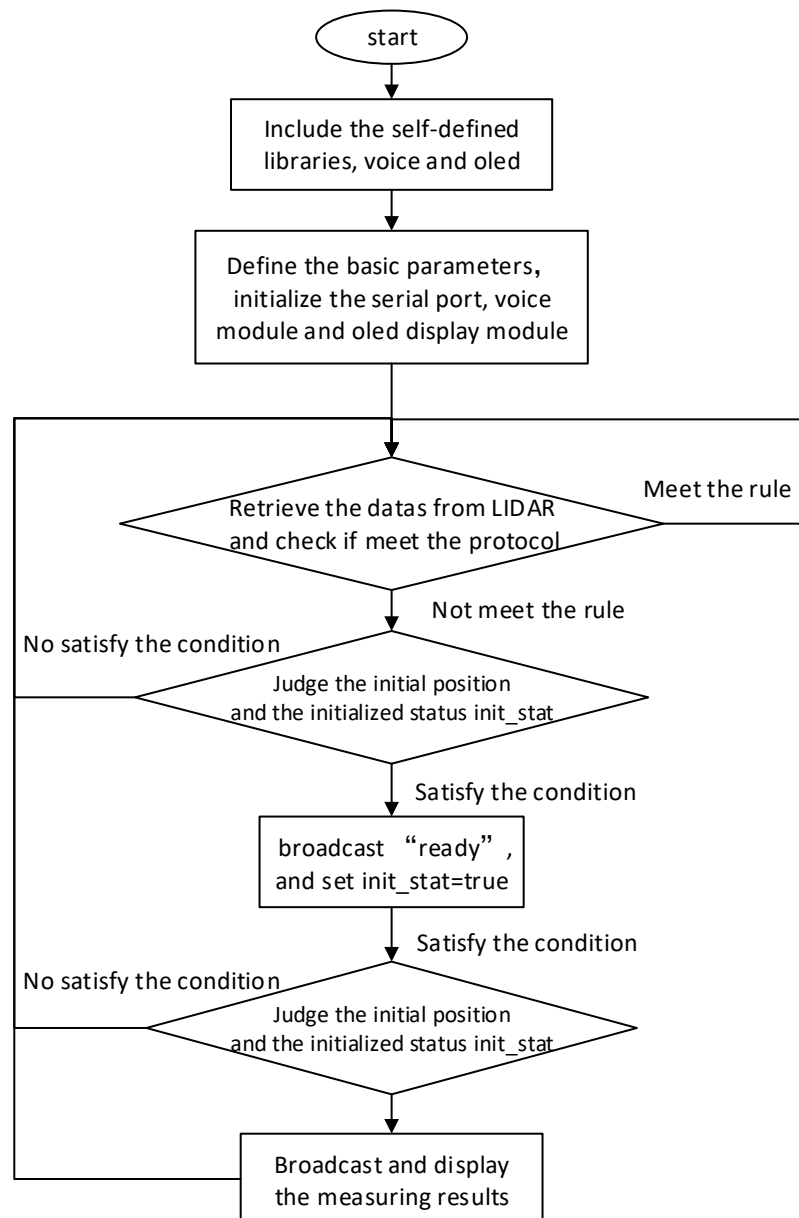 start
Include the self-defined
libraries, voice and oled
Define the basic parameters，
initialize the serial port, voice
module and oled display module
Retrieve the datas from LIDAR
and check if meet the protocol
Meet the rule
Not meet the rule
No satisfy the condition
Judge the initial position
and the initialized status init_stat
Satisfy the condition
broadcast “ready”,
and set init_stat=true
Satisfy the condition
No satisfy the condition
Judge the initial position
and the initialized status init_stat
Broadcast and display
the measuring results